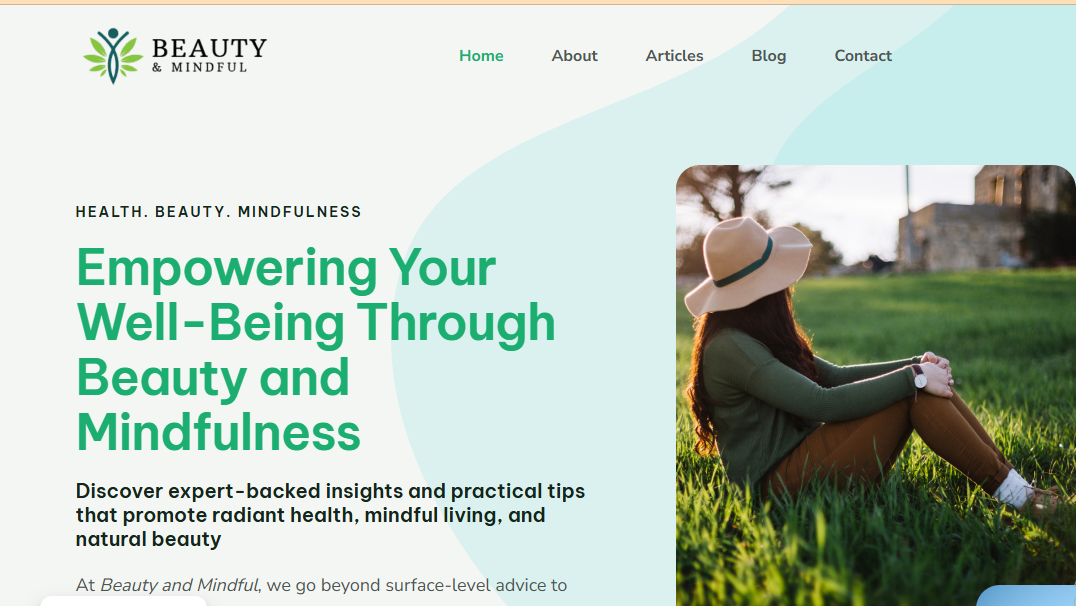 BEAUTY
& MINDFUL
Home About Articles Blog Contact
HEALTH. BEAUTY. MINDFULNESS
Empowering Your
Well-Being Through
Beauty and
Mindfulness
Discover expert-backed insights and practical tips
that promote radiant health, mindful living, and
natural beauty
At Beauty and Mindful, we go beyond surface-level advice to